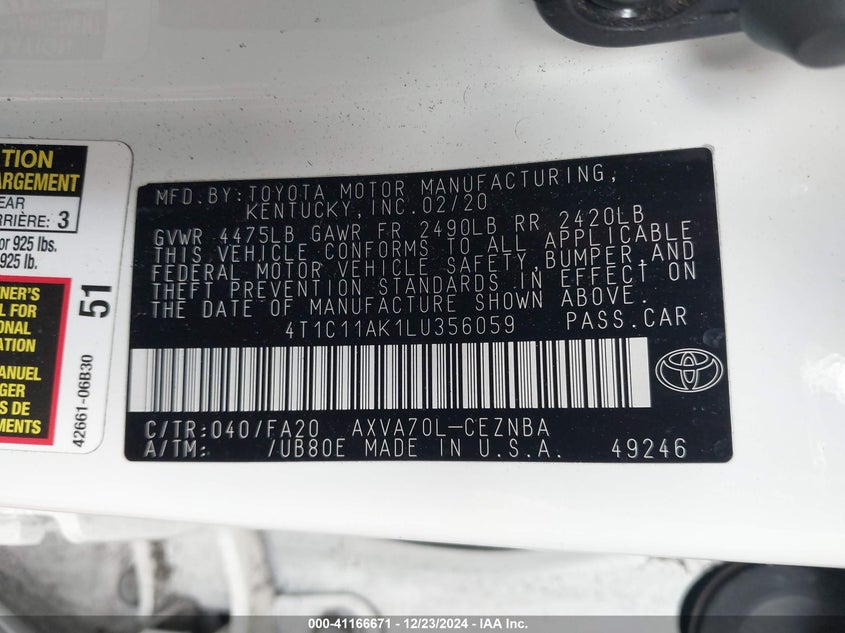 TION
ARGEMENT
EAR
ARRIÈRE: 3
or 925 lbs.
925 lb.
NER'S
L FOR
IONAL
ATION
MANUEL
GER
S DE
EMENTS
51
42661-06B30
MFD.BY:TOYOTA MOTOR MANUFACTURING,
KENTUCKY,INC.02/20
GVWR 4475LB GAWR FR 2490LB RR 2420LB
THIS VEHICLE CONFORMS TO ALL APPLICABLE
FEDERAL MOTOR VEHICLE SAFETY,BUMPER,AND
THEFT PREVENTION STANDARDS IN EFFECT ON
THE DATE OF MANUFACTURE SHOWN ABOVE.
4T1C11AK1LU356059 PASS.CAR
C/TR:040/FA20 AXVA70L-CEZNBA
A/TM: /UB80E MADE IN U.S.A. 49246
000-41166671 - 12/23/2024 - IAA Inc.